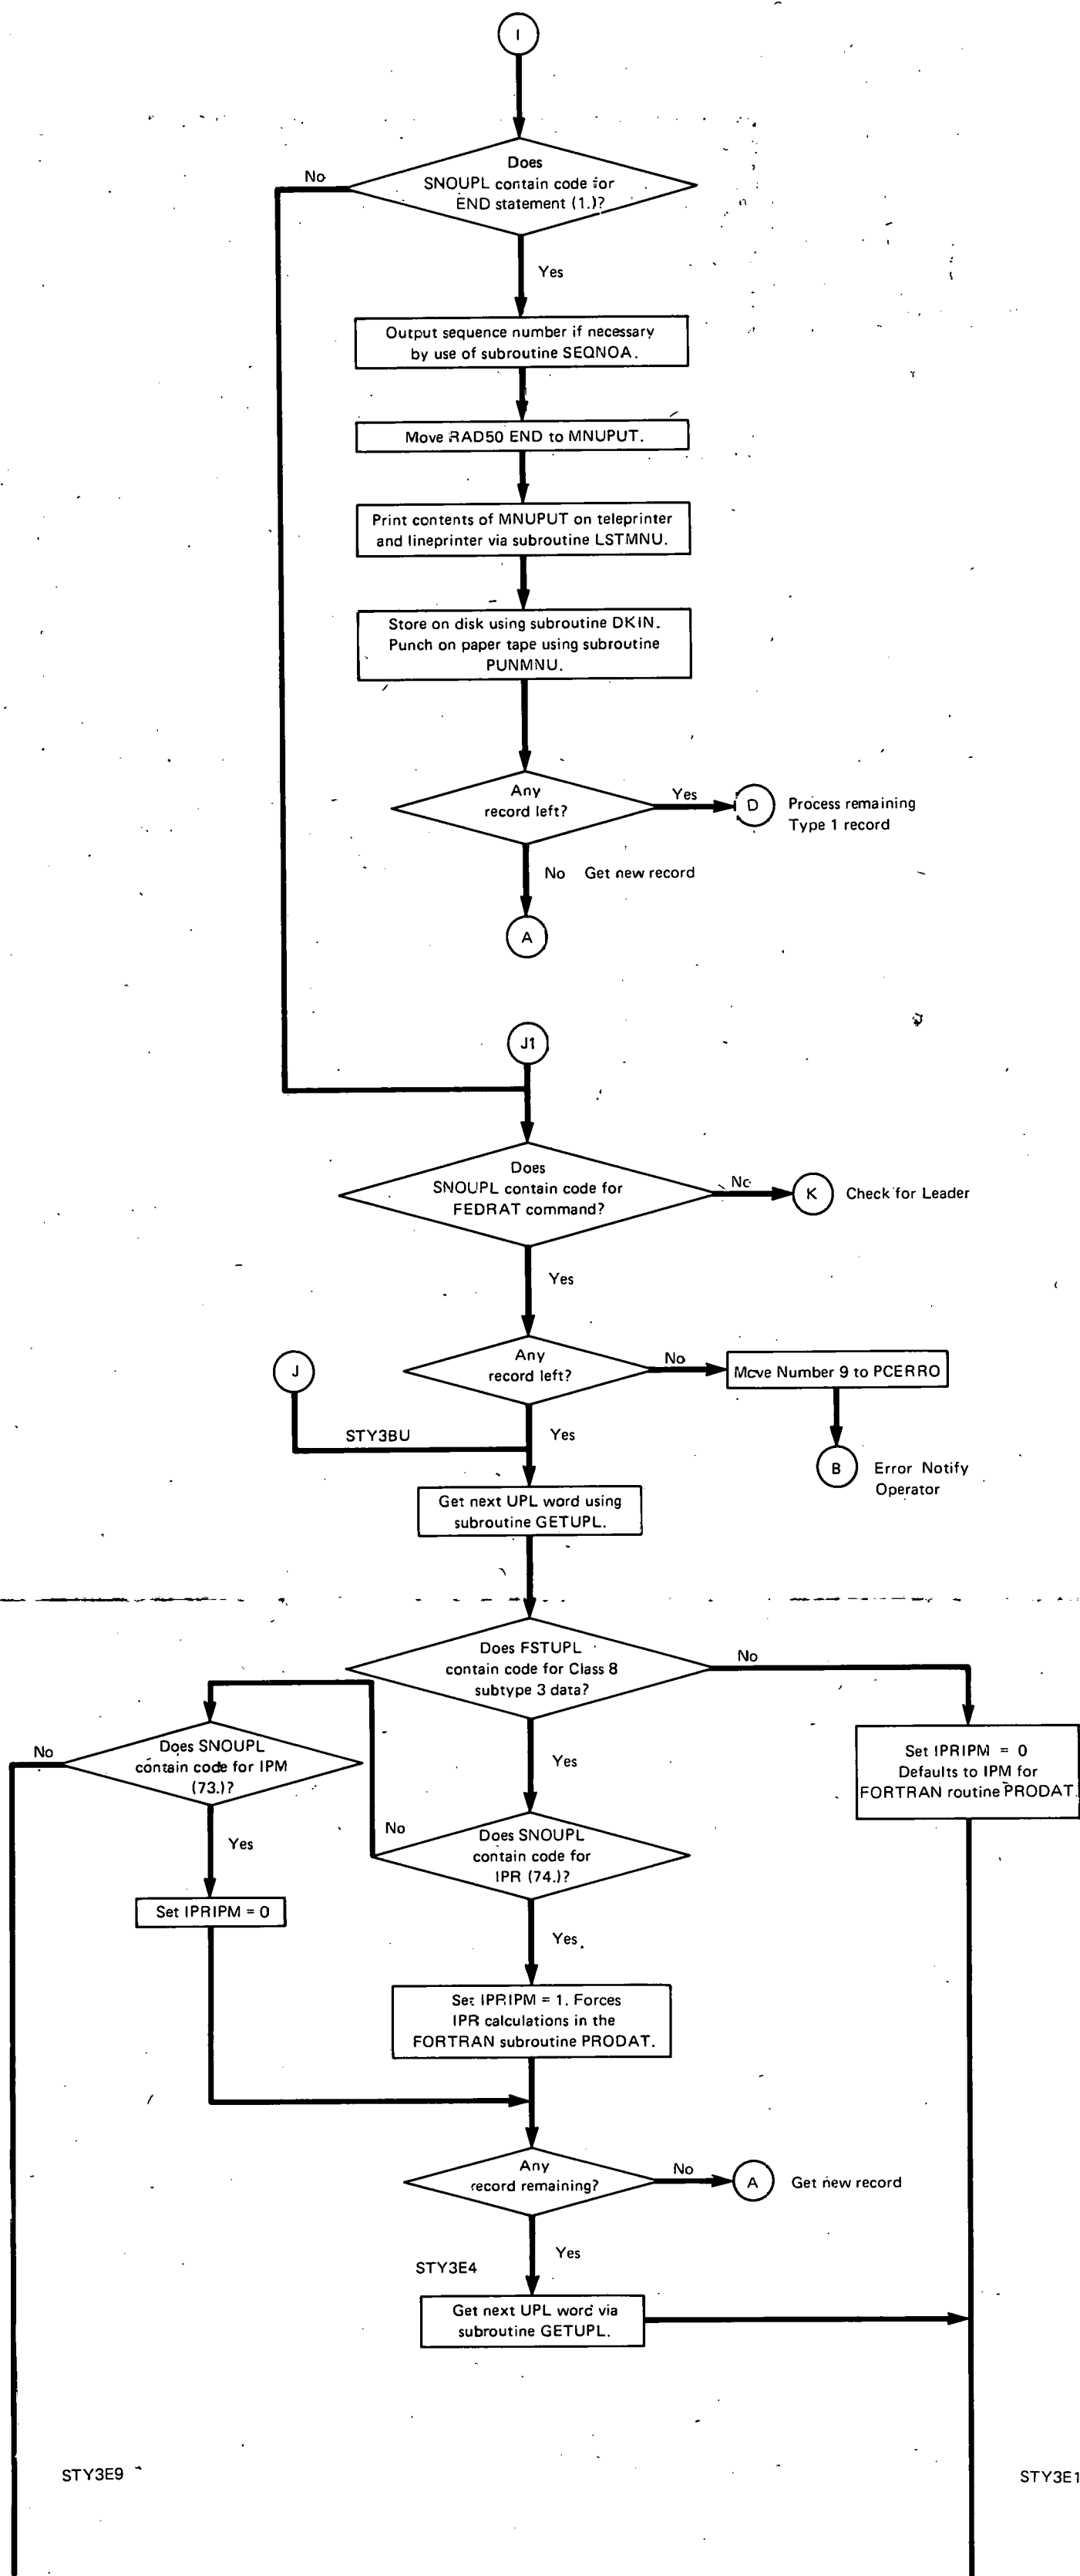 I
Does
SNOUPL contain code for
END statement (1.)?
No
Yes
Output sequence number if necessary
by use of subroutine SEQNOA.
Move RAD50 END to MNUPUT.
Print contents of MNUPUT on teleprinter
and lineprinter via subroutine LSTMNU.
Store on disk using subroutine DKIN.
Punch on paper tape using subroutine
PUNMNU.
Any
record left?
Yes
D
Process remaining
Type 1 record
No Get new record
A
J1
Does
SNOUPL contain code for
FEDRAT command?
No
K
Check for Leader
Yes
Any
record left?
No
Move Number 9 to PCERRO
J
STY3BU
Yes
B
Error Notify
Operator
Get next UPL word using
subroutine GETUPL.
Does FSTUPL
contain code for Class 8
subtype 3 data?
No
Set IPRIPM = 0
Defaults to IPM for
FORTRAN routine PRODAT.
Yes
Does SNOUPL
contain code for IPM
(73.)?
No
Yes
Set IPRIPM = 0
No
Does SNOUPL
contain code for
IPR (74.)?
Yes
Set IPRIPM = 1. Forces
IPR calculations in the
FORTRAN subroutine PRODAT.
Any
record remaining?
No
A
Get new record
Yes
STY3E4
Get next UPL word via
subroutine GETUPL.
STY3E9
STY3E1